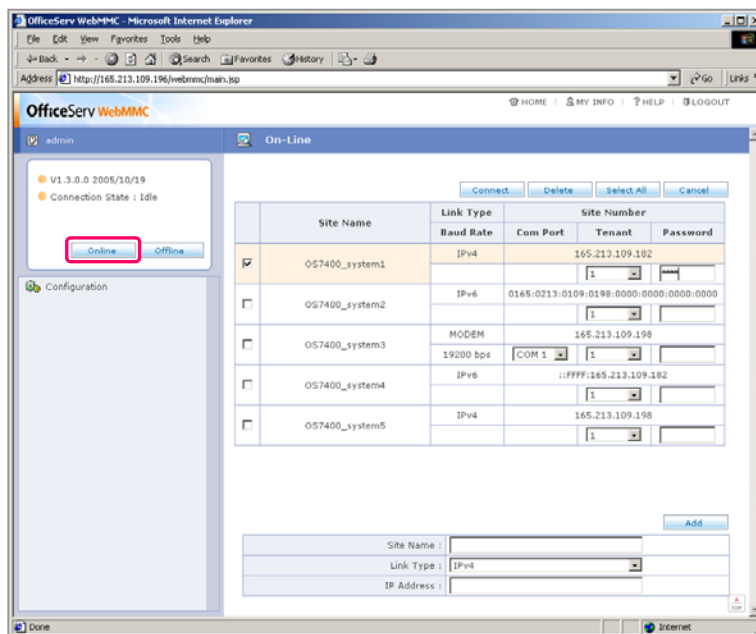 OfficeServ WebMMC - Microsoft Internet Explorer
File Edit View Favorites Tools Help
Back Search Favorites History
Address http://165.213.109.196/webmmc/main.jsp Go Links
OfficeServ WebMMC
HOME | MY INFO | ? HELP | LOGOUT
admin
On-Line
V1.3.0.0 2005/10/19
Connection State : Idle
Online Offline
Configuration
Connect Delete Select All Cancel
Site Name Link Type Site Number
Baud Rate Com Port Tenant Password
OS7400_system1 IPv4 165.213.109.182
1 ****
OS7400_system2 IPv6 0165:0213:0109:0198:0000:0000:0000:0000
1
OS7400_system3 MODEM 165.213.109.198
19200 bps COM 1 1
OS7400_system4 IPv6 ::FFFF:165.213.109.182
1
OS7400_system5 IPv4 165.213.109.198
1
Add
Site Name :
Link Type : IPv4
IP Address :
TOP
Done Internet